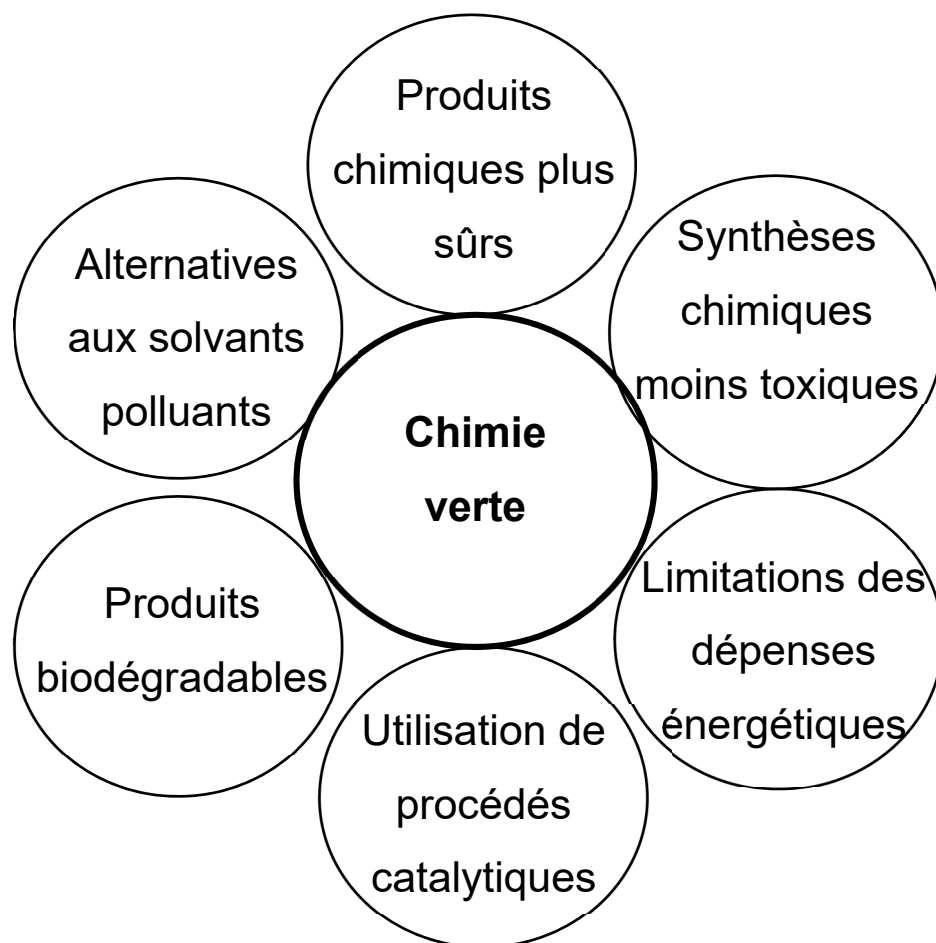 Produits
chimiques plus
sûrs
Synthèses
chimiques
moins toxiques
Limitations des
dépenses
énergétiques
Utilisation de
procédés
catalytiques
Produits
biodégradables
Alternatives
aux solvants
polluants
Chimie
verte